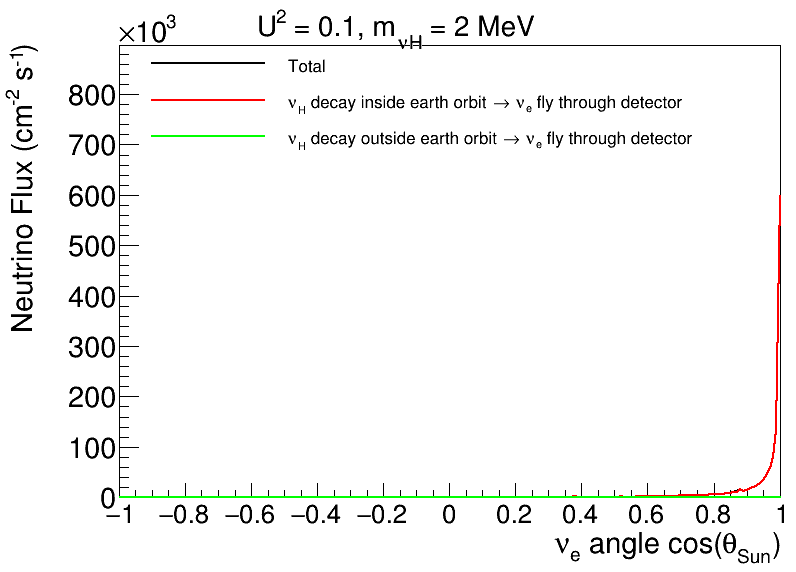 ×10³
U² = 0.1, m_νH = 2 MeV
Total
ν_H decay inside earth orbit → ν_e fly through detector
ν_H decay outside earth orbit → ν_e fly through detector
Neutrino Flux (cm⁻² s⁻¹)
800
700
600
500
400
300
200
100
0
−1 −0.8 −0.6 −0.4 −0.2 0 0.2 0.4 0.6 0.8 1
ν_e angle cos(θ_Sun)